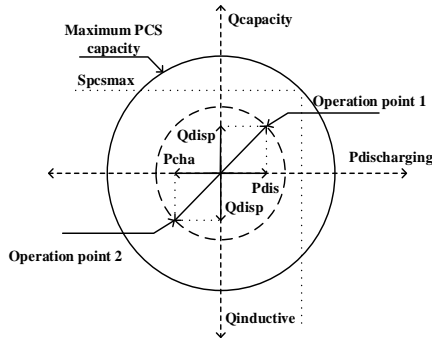 Qcapacity
Maximum PCS
capacity
Spcsmax
Operation point 1
Qdisp
Pcha
Pdischarging
Pdis
Qdisp
Operation point 2
Qinductive